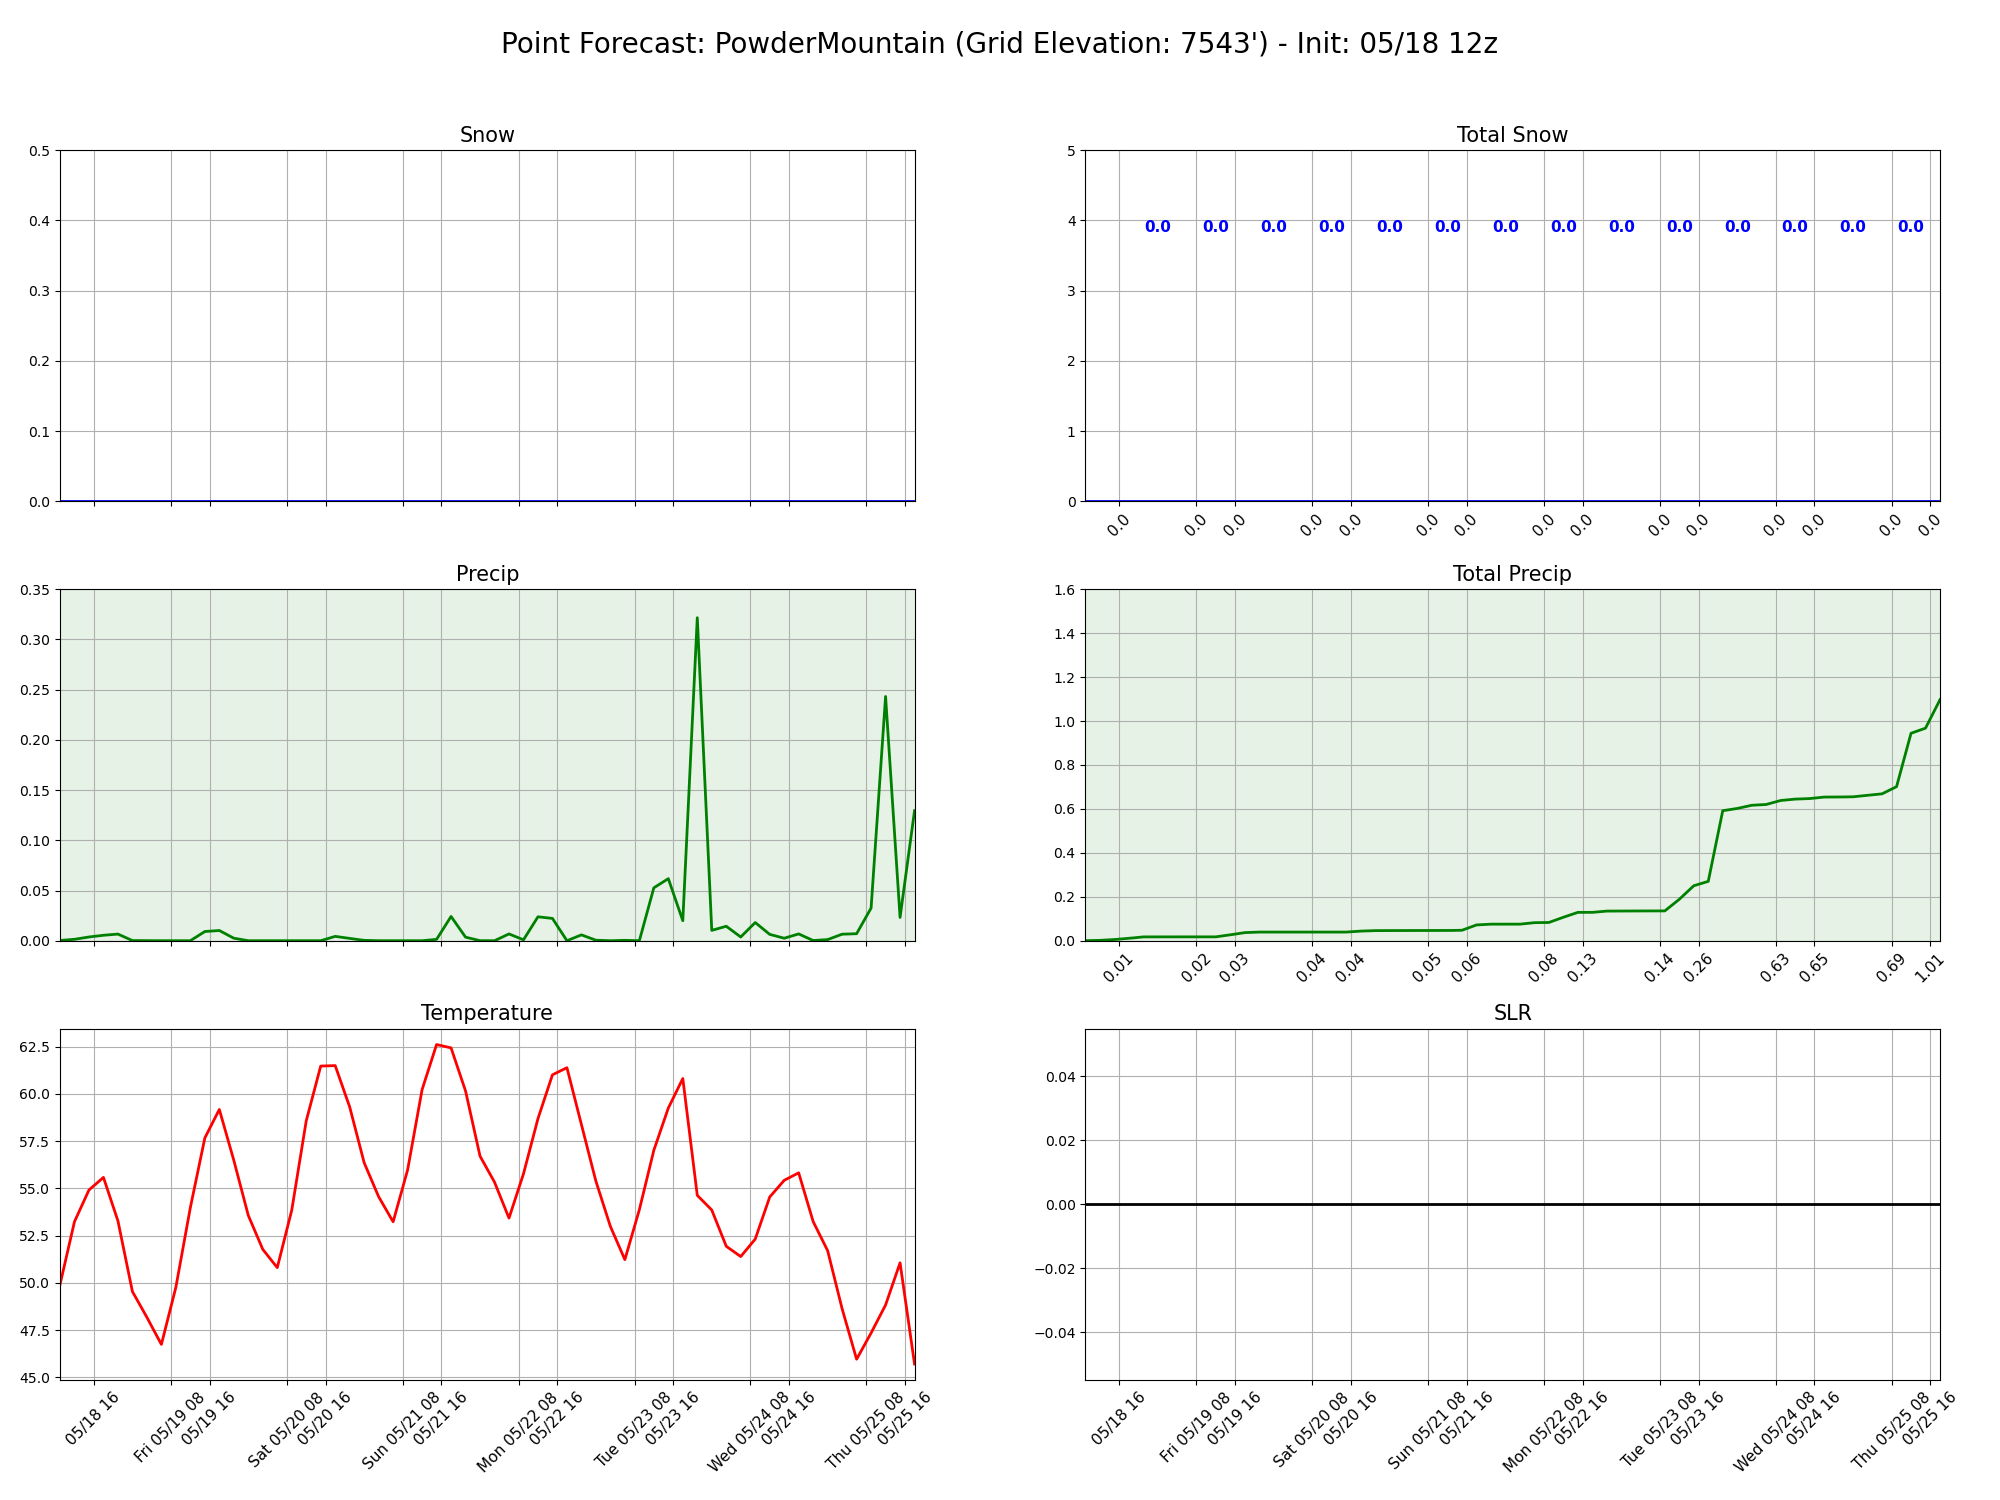 Point Forecast: PowderMountain (Grid Elevation: 7543') - Init: 05/18 12z
Snow
0.5
0.4
0.3
0.2
0.1
0.0
Total Snow
5
4
3
2
1
0
0.0 0.0 0.0 0.0 0.0 0.0 0.0 0.0 0.0 0.0 0.0 0.0 0.0 0.0
0.0 0.0 0.0 0.0 0.0 0.0 0.0 0.0 0.0 0.0 0.0 0.0 0.0 0.0 0.0
Precip
0.35
0.30
0.25
0.20
0.15
0.10
0.05
0.00
Total Precip
1.6
1.4
1.2
1.0
0.8
0.6
0.4
0.2
0.0
0.01 0.02 0.03 0.04 0.04 0.05 0.06 0.08 0.13 0.14 0.26 0.63 0.65 0.69 1.01
Temperature
62.5
60.0
57.5
55.0
52.5
50.0
47.5
45.0
05/18 16
Fri 05/19 08
05/19 16
Sat 05/20 08
05/20 16
Sun 05/21 08
05/21 16
Mon 05/22 08
05/22 16
Tue 05/23 08
05/23 16
Wed 05/24 08
05/24 16
Thu 05/25 08
05/25 16
SLR
0.04
0.02
0.00
−0.02
−0.04
05/18 16
Fri 05/19 08
05/19 16
Sat 05/20 08
05/20 16
Sun 05/21 08
05/21 16
Mon 05/22 08
05/22 16
Tue 05/23 08
05/23 16
Wed 05/24 08
05/24 16
Thu 05/25 08
05/25 16